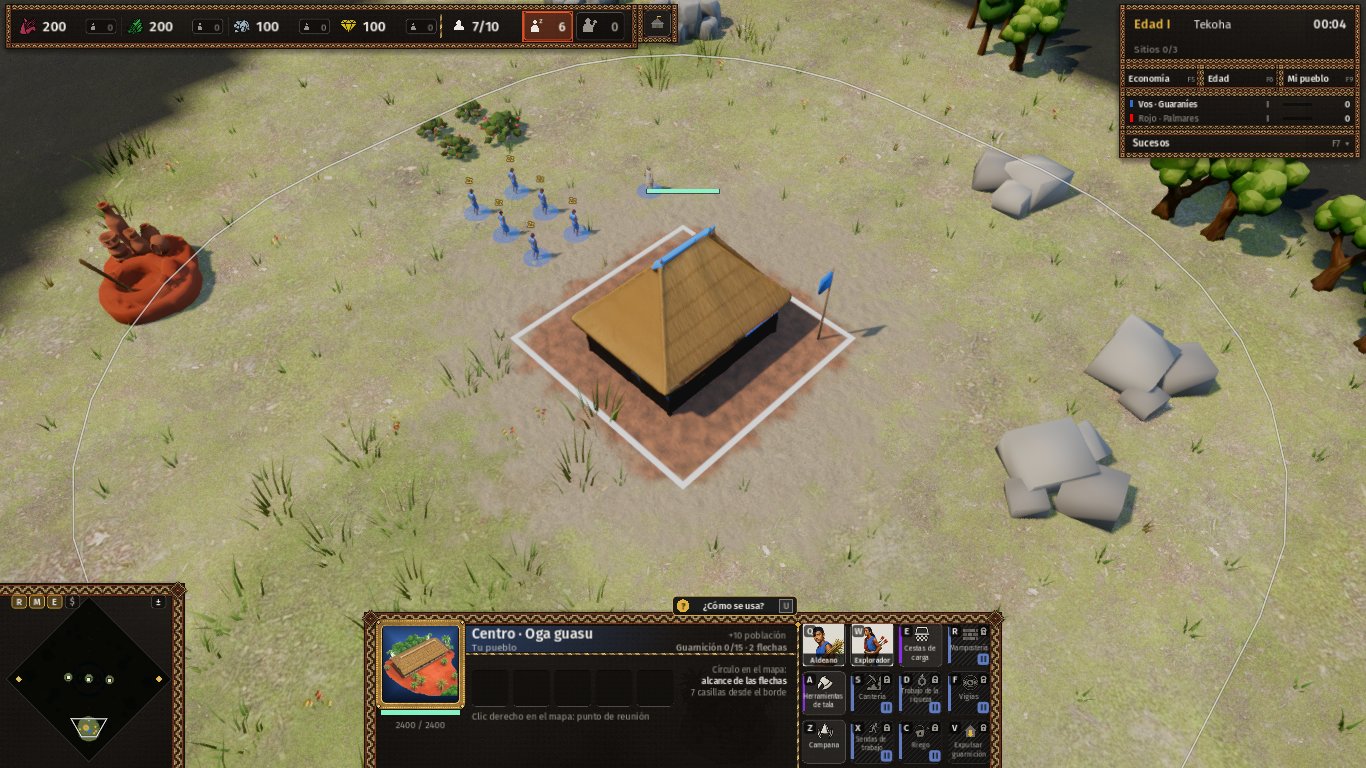 200 0 200 0 100 0 100 0 7/10 6 0
Edad I Tekoha 00:04
Sitios 0/3
Economía F5 Edad F6 Mi pueblo F9
Vos · Guaraníes I 0
Rojo · Palmares I 0
Sucesos F7
R M E $ ±
¿Cómo se usa? U
Centro · Oga guasu
+10 población
Tu pueblo
Guarnición 0/15 · 2 flechas
Círculo en el mapa:
alcance de las flechas
7 casillas desde el borde
Clic derecho en el mapa: punto de reunión
2400 / 2400
Q Aldeano
W Explorador
E Cestas de carga
R Mampostería
A Herramientas de tala
S Cantería
D Trabajo de la riqueza
F Vigías
Z Campana
X Sendas de trabajo
C Riego
V Expulsar guarnición